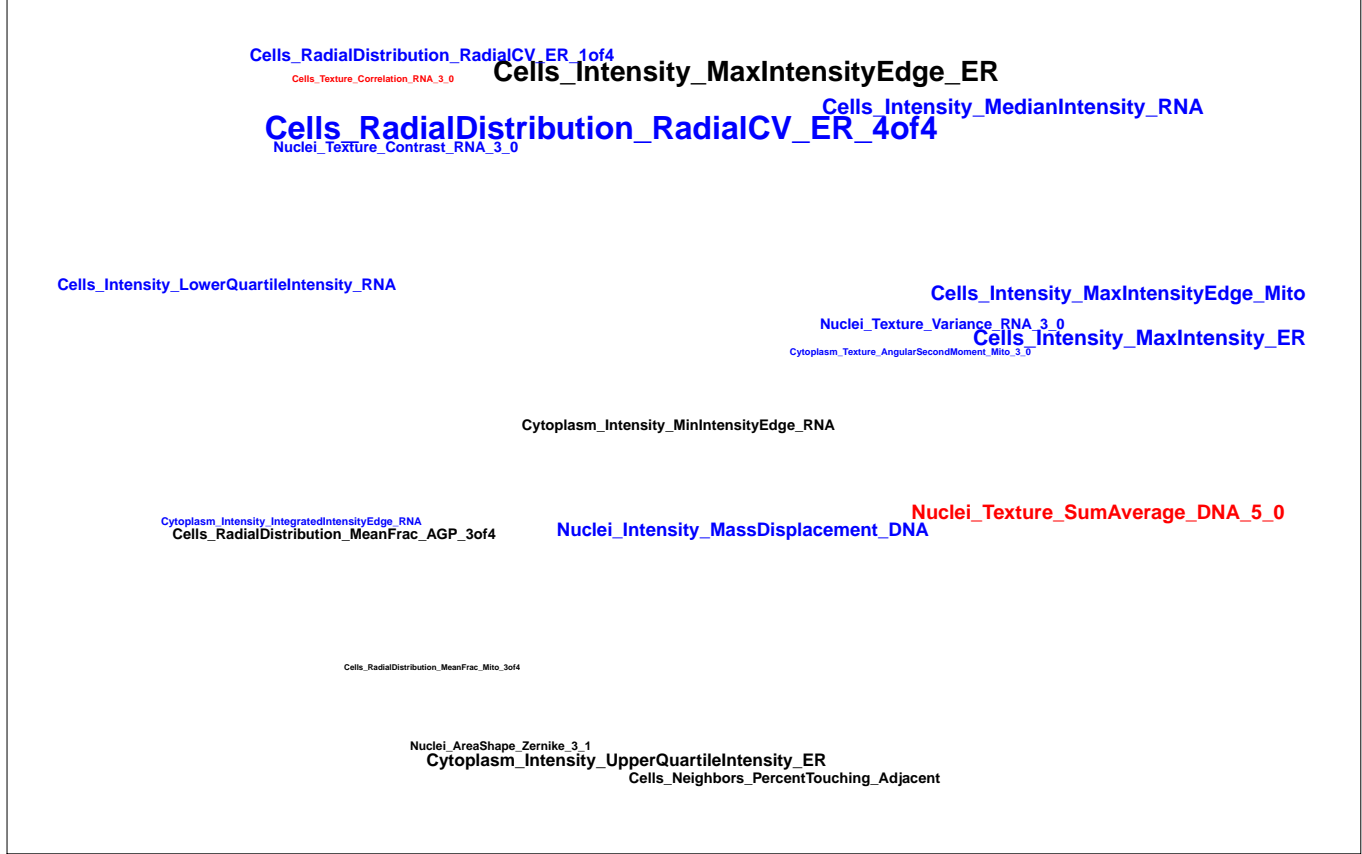 Cells_RadialDistribution_RadialCV_ER_1of4
Cells_Intensity_MaxIntensityEdge_ER
Cells_Texture_Correlation_RNA_3_0
Cells_Intensity_MedianIntensity_RNA
Cells_RadialDistribution_RadialCV_ER_4of4
Nuclei_Texture_Contrast_RNA_3_0
Cells_Intensity_LowerQuartileIntensity_RNA
Cells_Intensity_MaxIntensityEdge_Mito
Nuclei_Texture_Variance_RNA_3_0
Cells_Intensity_MaxIntensity_ER
Cytoplasm_Texture_AngularSecondMoment_Mito_3_0
Cytoplasm_Intensity_MinIntensityEdge_RNA
Nuclei_Texture_SumAverage_DNA_5_0
Cytoplasm_Intensity_IntegratedIntensityEdge_RNA
Nuclei_Intensity_MassDisplacement_DNA
Cells_RadialDistribution_MeanFrac_AGP_3of4
Cells_RadialDistribution_MeanFrac_Mito_3of4
Nuclei_AreaShape_Zernike_3_1
Cytoplasm_Intensity_UpperQuartileIntensity_ER
Cells_Neighbors_PercentTouching_Adjacent